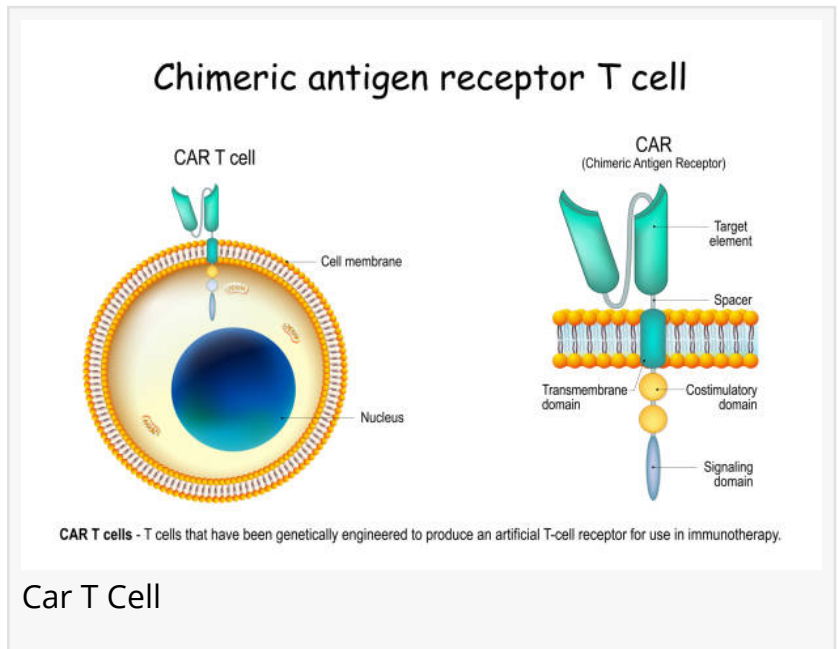 Chimeric antigen receptor T cell
CAR T cell
Cell membrane
Nucleus
CAR
(Chimeric Antigen Receptor)
Target
element
Spacer
Transmembrane
domain
Costimulatory
domain
Signaling
domain
CAR T cells - T cells that have been genetically engineered to produce an artificial T-cell receptor for use in immunotherapy.
Car T Cell